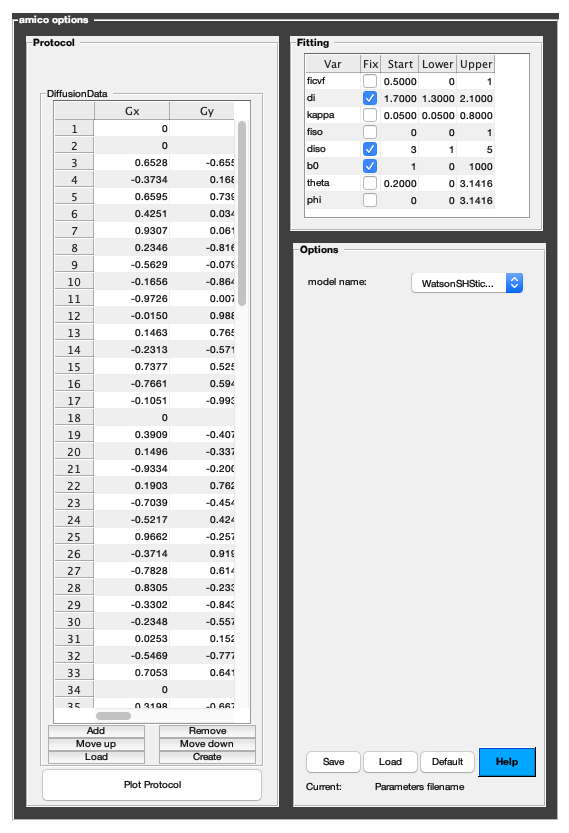 amico options
Protocol
DiffusionData
Gx Gy
1 0
2 0
3 0.6528 -0.655
4 -0.3734 0.168
5 0.6595 0.739
6 0.4251 0.034
7 0.9307 0.061
8 0.2346 -0.816
9 -0.5629 -0.079
10 -0.1656 -0.864
11 -0.9726 0.007
12 -0.0150 0.988
13 0.1463 0.765
14 -0.2313 -0.571
15 0.7377 0.525
16 -0.7661 0.594
17 -0.1051 -0.993
18 0
19 0.3909 -0.407
20 0.1496 -0.337
21 -0.9334 -0.200
22 0.1903 0.762
23 -0.7039 -0.454
24 -0.5217 0.424
25 0.9662 -0.257
26 -0.3714 0.919
27 -0.7828 0.614
28 0.8305 -0.233
29 -0.3302 -0.843
30 -0.2348 -0.557
31 0.0253 0.152
32 -0.5469 -0.777
33 0.7053 0.641
34 0
35 0.3198 -0.667
Add Remove
Move up Move down
Load Create
Plot Protocol
Fitting
Var Fix Start Lower Upper
ficvf 0.5000 0 1
di 1.7000 1.3000 2.1000
kappa 0.0500 0.0500 0.8000
fiso 0 0 1
diso 3 1 5
b0 1 0 1000
theta 0.2000 0 3.1416
phi 0 0 3.1416
Options
model name: WatsonSHStic...
Save Load Default Help
Current: Parameters filename